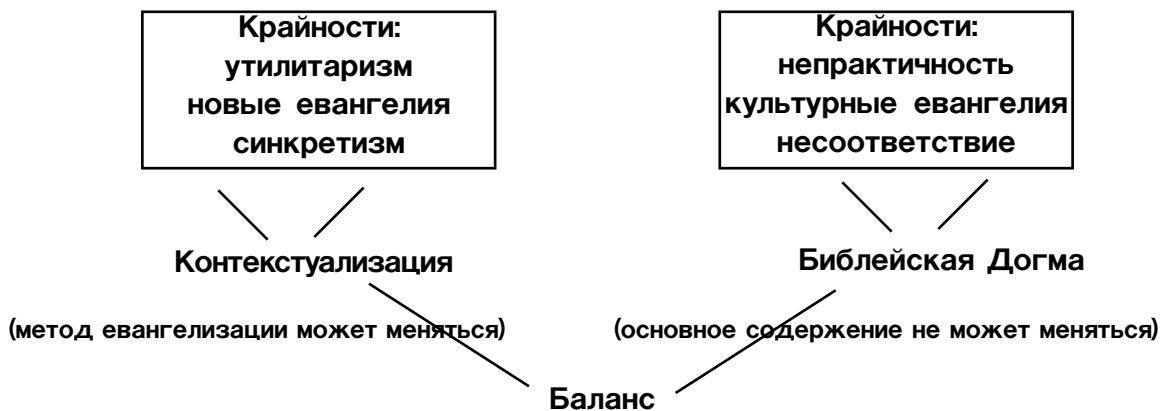 Крайности:
утилитаризм
новые евангелия
синкретизм
Крайности:
непрактичность
культурные евангелия
несоответствие
Контекстуализация
Библейская Догма
(метод евангелизации может меняться)
(основное содержание не может меняться)
Баланс